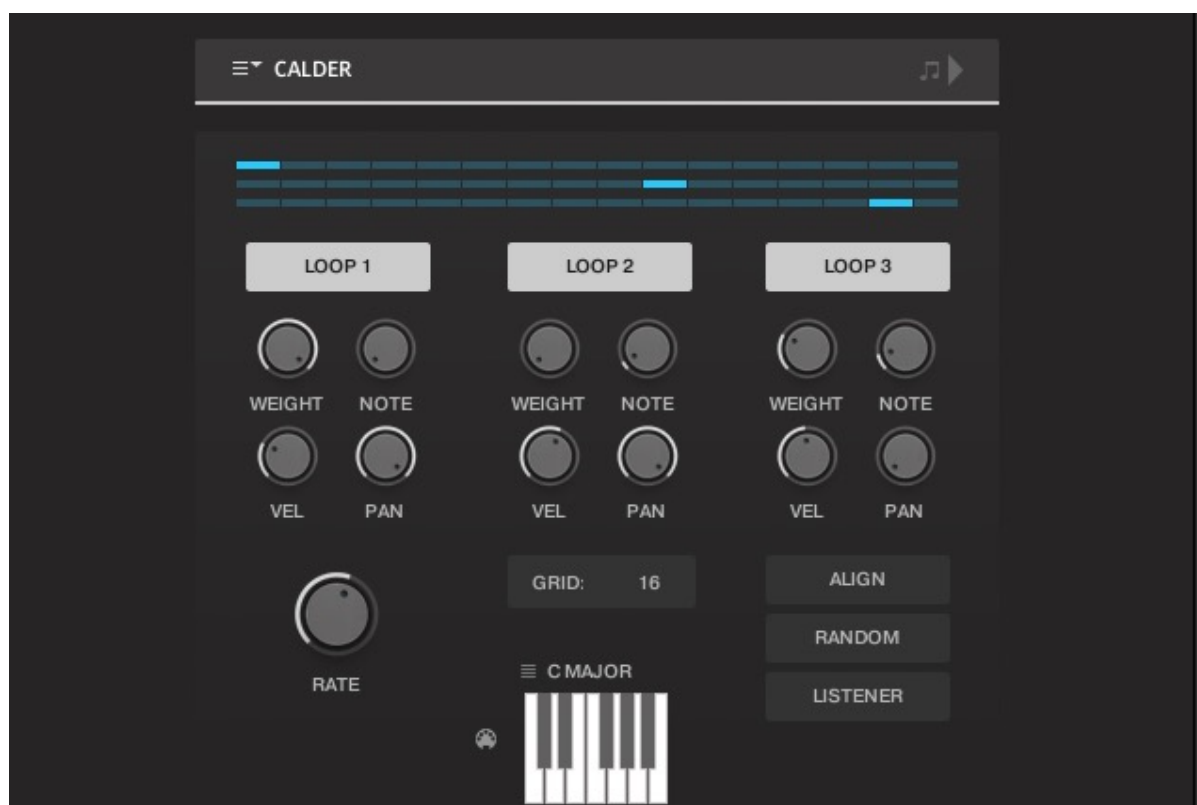 CALDER
LOOP 1 LOOP 2 LOOP 3
WEIGHT NOTE WEIGHT NOTE WEIGHT NOTE
VEL PAN VEL PAN VEL PAN
GRID: 16 ALIGN
RANDOM
RATE C MAJOR
LISTENER